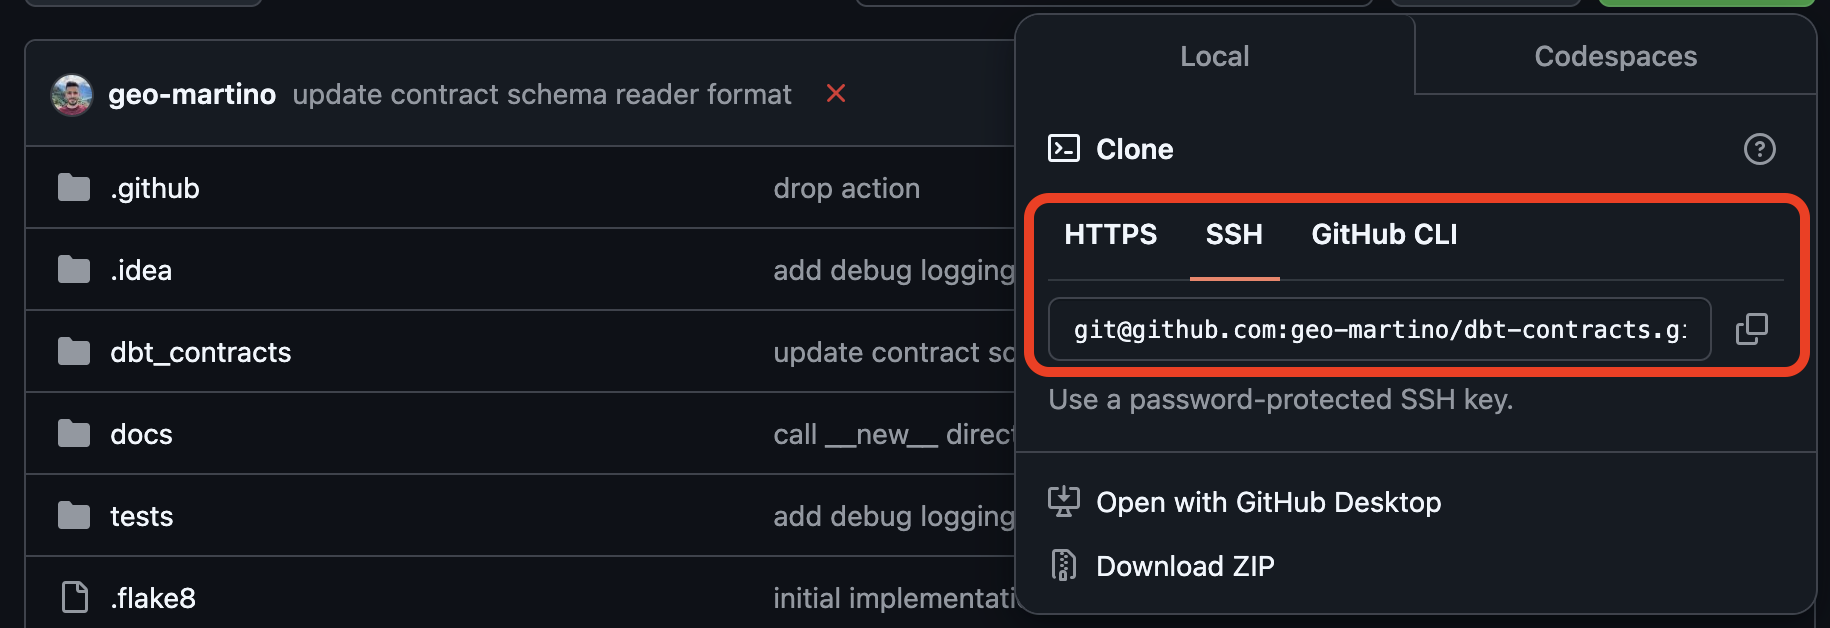 Local
Codespaces
geo-martino update contract schema reader format
Clone
HTTPS SSH GitHub CLI
git@github.com:geo-martino/dbt-contracts.gi
Use a password-protected SSH key.
Open with GitHub Desktop
Download ZIP
.github drop action
.idea add debug logging
dbt_contracts update contract sc
docs call __new__ direct
tests add debug logging
.flake8 initial implementati